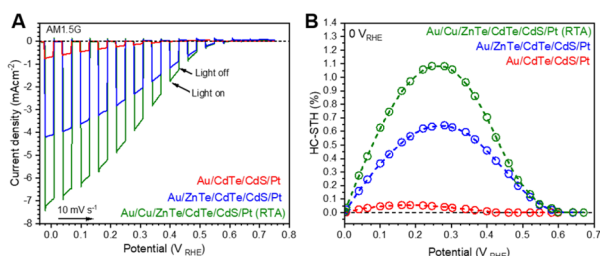 A
AM1.5G
Light off
Light on
Au/CdTe/CdS/Pt
Au/ZnTe/CdTe/CdS/Pt
Au/Cu/ZnTe/CdTe/CdS/Pt (RTA)
10 mV s⁻¹
Current density (mAcm⁻²)
0
-1
-2
-3
-4
-5
-6
-7
-8
0.0 0.1 0.2 0.3 0.4 0.5 0.6 0.7 0.8
Potential (V RHE)
B
0 VRHE
Au/Cu/ZnTe/CdTe/CdS/Pt (RTA)
Au/ZnTe/CdTe/CdS/Pt
Au/CdTe/CdS/Pt
HC-STH (%)
1.4
1.3
1.2
1.1
1.0
0.9
0.8
0.7
0.6
0.5
0.4
0.3
0.2
0.1
0.0
0.0 0.1 0.2 0.3 0.4 0.5 0.6 0.7
Potential (VRHE)